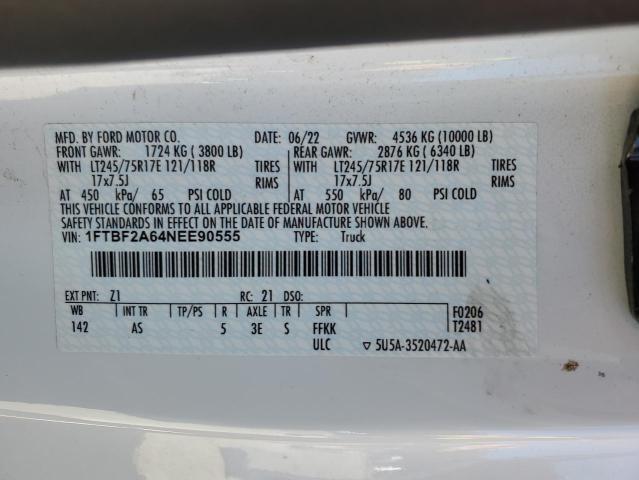 MFD. BY FORD MOTOR CO. DATE: 06/22 GVWR: 4536 KG (10000 LB)
FRONT GAWR: 1724 KG ( 3800 LB) REAR GAWR: 2876 KG ( 6340 LB)
WITH LT245/75R17E 121/118R TIRES WITH LT245/75R17E 121/118R TIRES
17x7.5J RIMS 17x7.5J RIMS
AT 450 kPa/ 65 PSI COLD AT 550 kPa/ 80 PSI COLD
THIS VEHICLE CONFORMS TO ALL APPLICABLE FEDERAL MOTOR VEHICLE
SAFETY STANDARDS IN EFFECT ON THE DATE OF MANUFACTURE SHOWN ABOVE.
VIN: 1FTBF2A64NEE90555 TYPE: Truck
EXT PNT: Z1 RC: 21 DSO:
WB INT TR TP/PS R AXLE TR SPR F0206
142 AS 5 3E S FFKK T2481
ULC ▽ 5U5A-3520472-AA